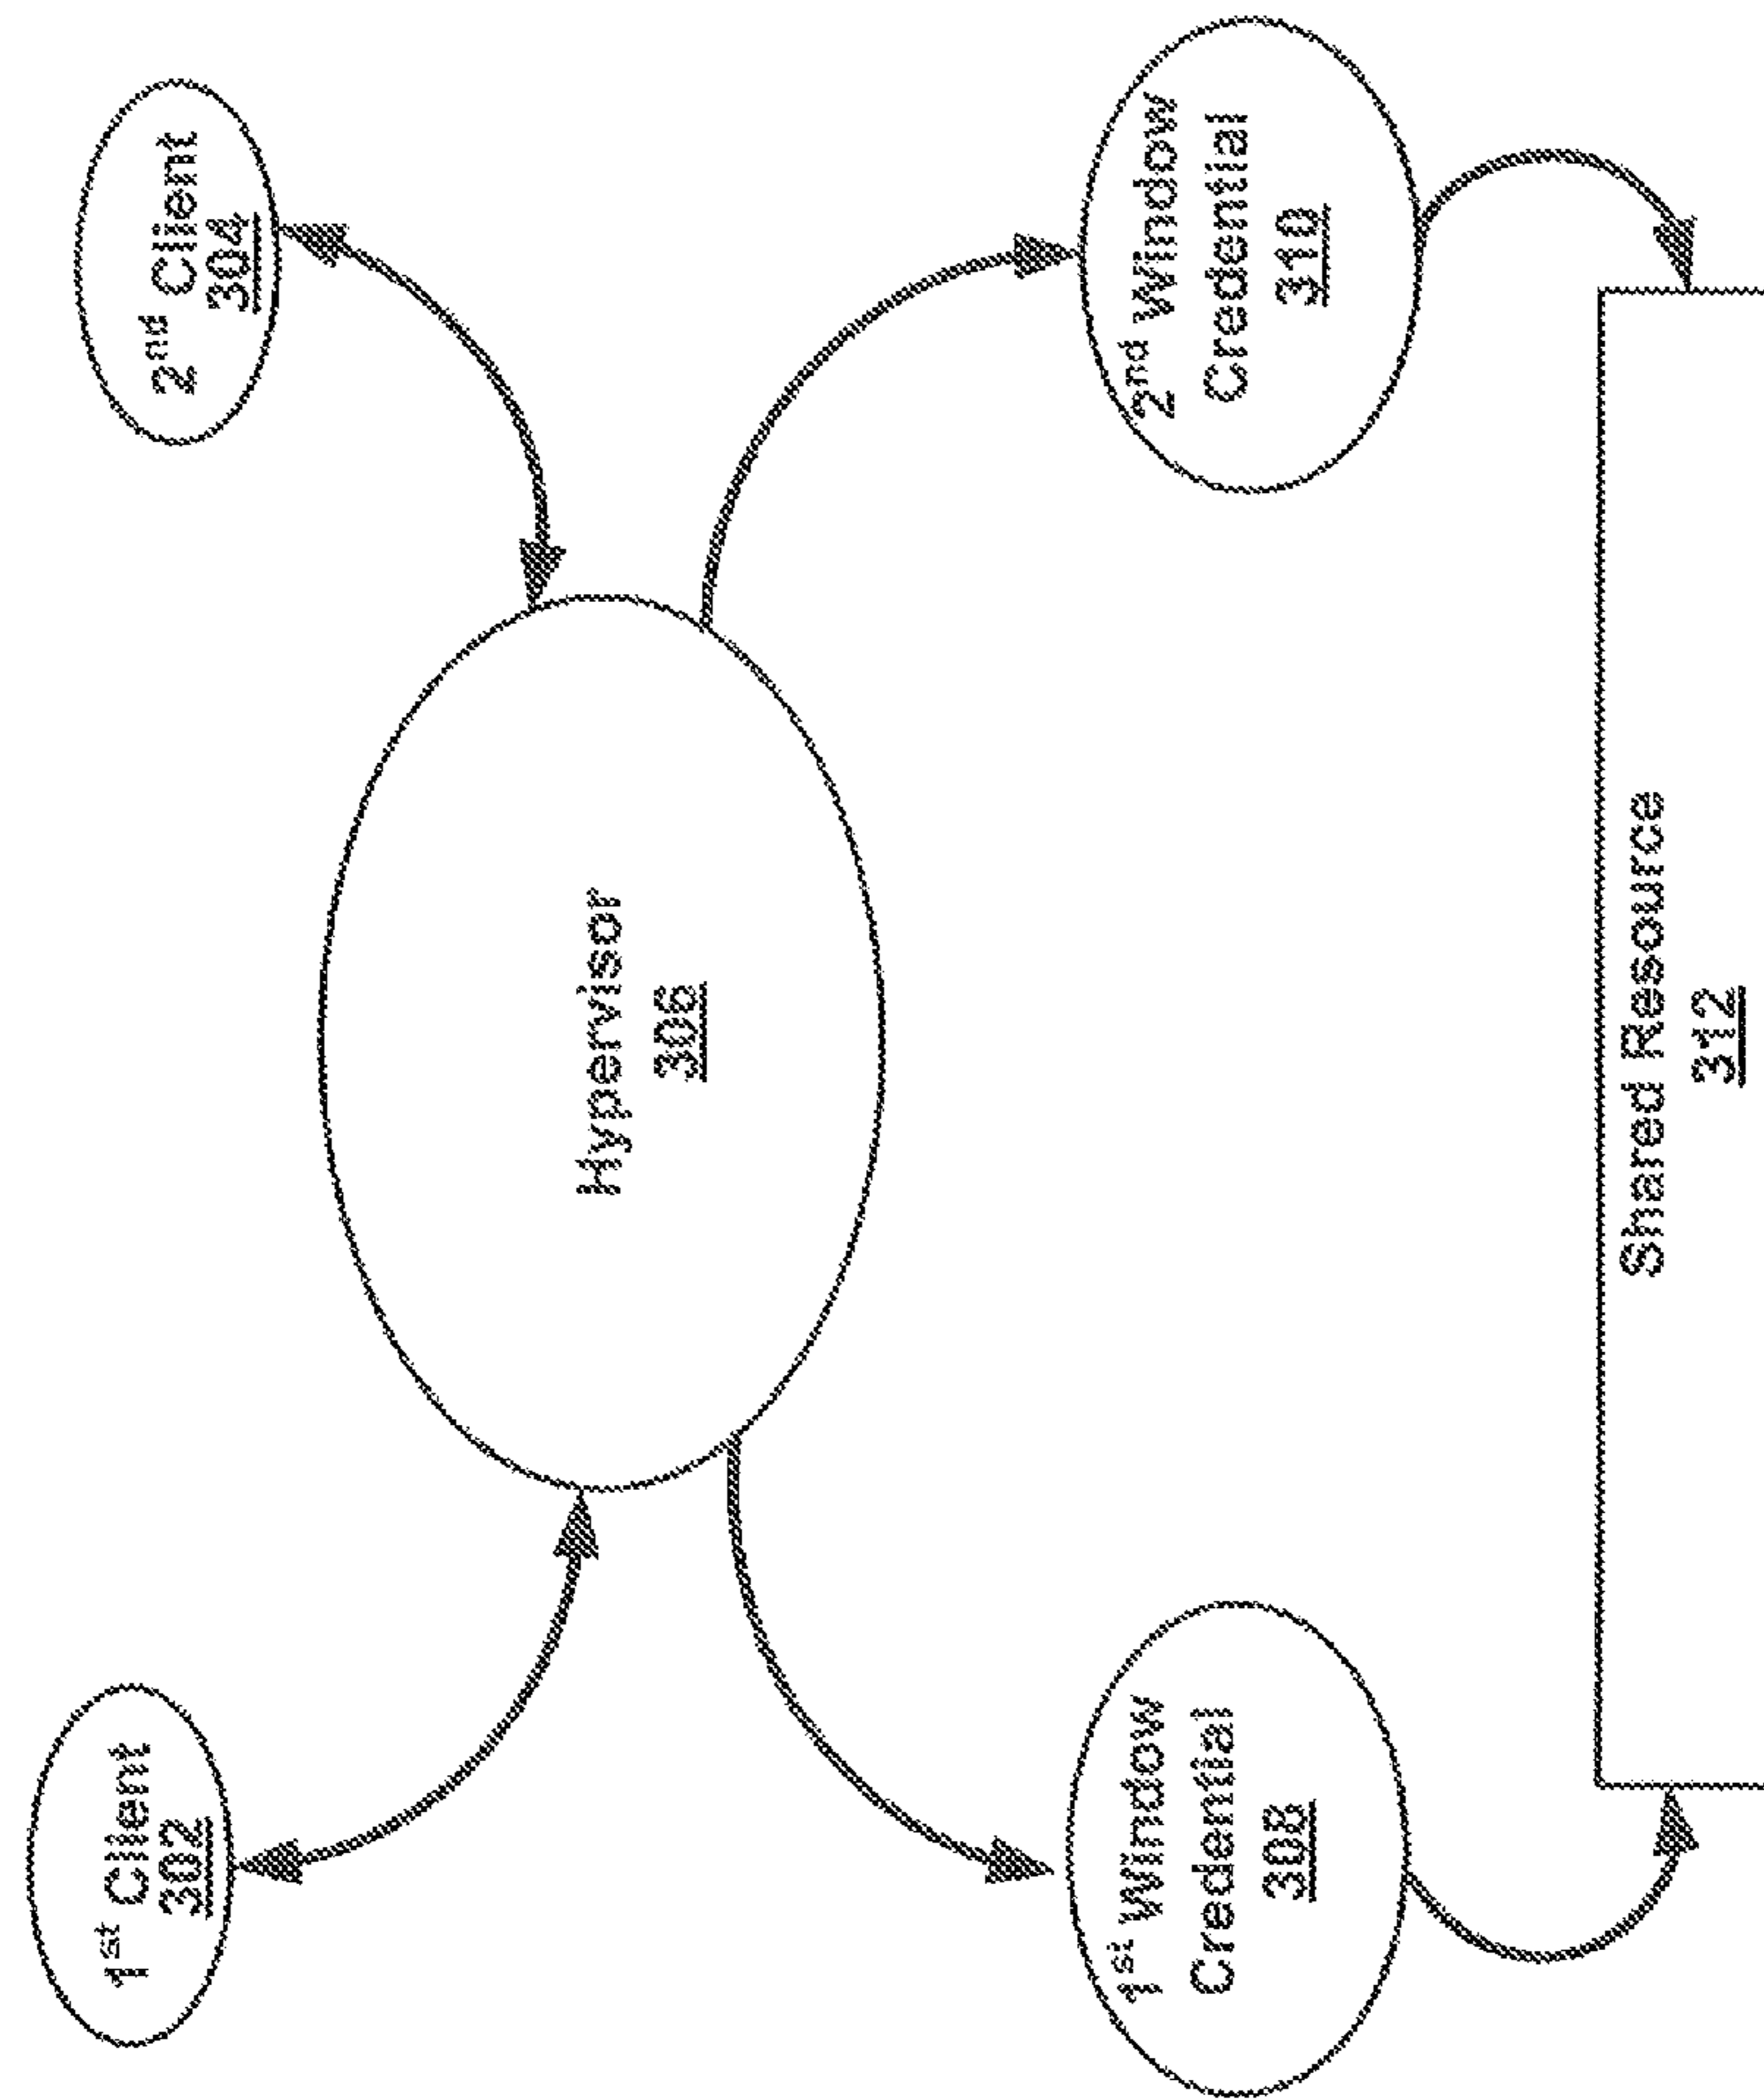 1st Client
302
2nd Client
304
Hypervisor
306
1st Window
Credential
308
2nd Window
Credential
310
Shared Resource
312